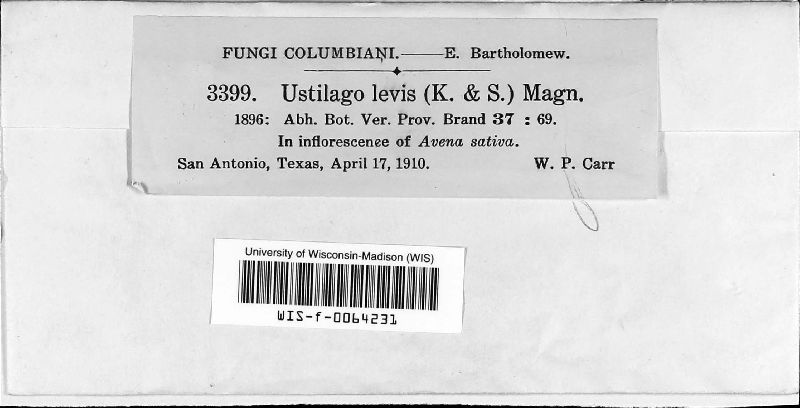 FUNGI COLUMBIANI.——E. Bartholomew.
3399. Ustilago levis (K. & S.) Magn.
1896: Abh. Bot. Ver. Prov. Brand 37 : 69.
In inflorescenee of Avena sativa.
San Antonio, Texas, April 17, 1910. W. P. Carr
University of Wisconsin-Madison (WIS)
WIS-f-0064231